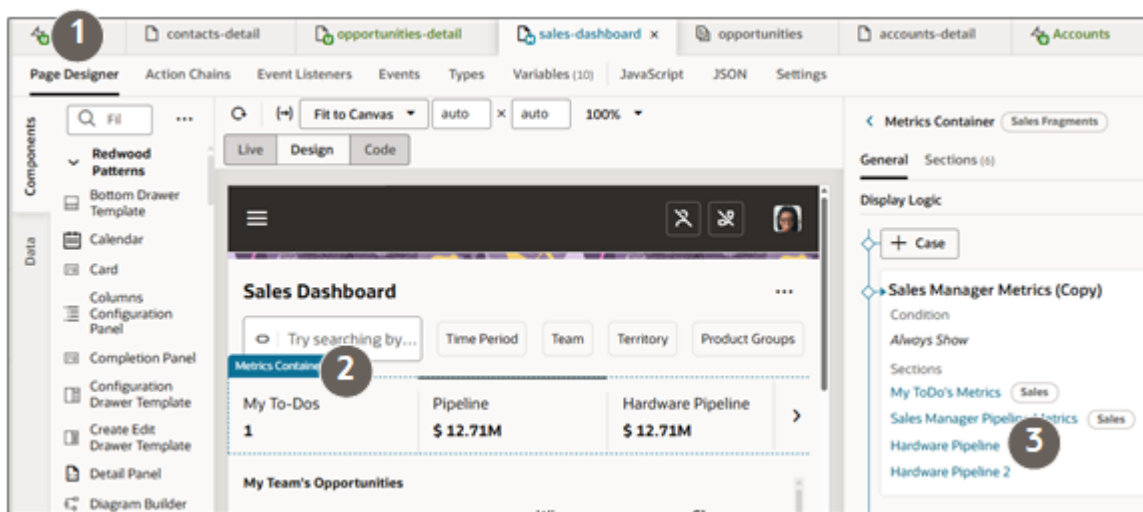 1
contacts-detail
opportunities-detail
sales-dashboard ×
opportunities
accounts-detail
Accounts
Page Designer
Action Chains
Event Listeners
Events
Types
Variables (10)
JavaScript
JSON
Settings
Components
Data
Fil
...
Redwood
Patterns
Bottom Drawer
Template
Calendar
Card
Columns
Configuration
Panel
Completion Panel
Configuration
Drawer Template
Create Edit
Drawer Template
Detail Panel
Diagram Builder
Fit to Canvas
auto
×
auto
100%
Live
Design
Code
Sales Dashboard
...
Try searching by...
Time Period
Team
Territory
Product Groups
2
My To-Dos
1
Pipeline
$ 12.71M
Hardware Pipeline
$ 12.71M
My Team's Opportunities
Metrics Container
Sales Fragments
General
Sections (6)
Display Logic
+ Case
Sales Manager Metrics (Copy)
Condition
Always Show
Sections
My ToDo's Metrics
Sales
Sales Manager Pipeline Metrics
Sales
Hardware Pipeline
3
Hardware Pipeline 2